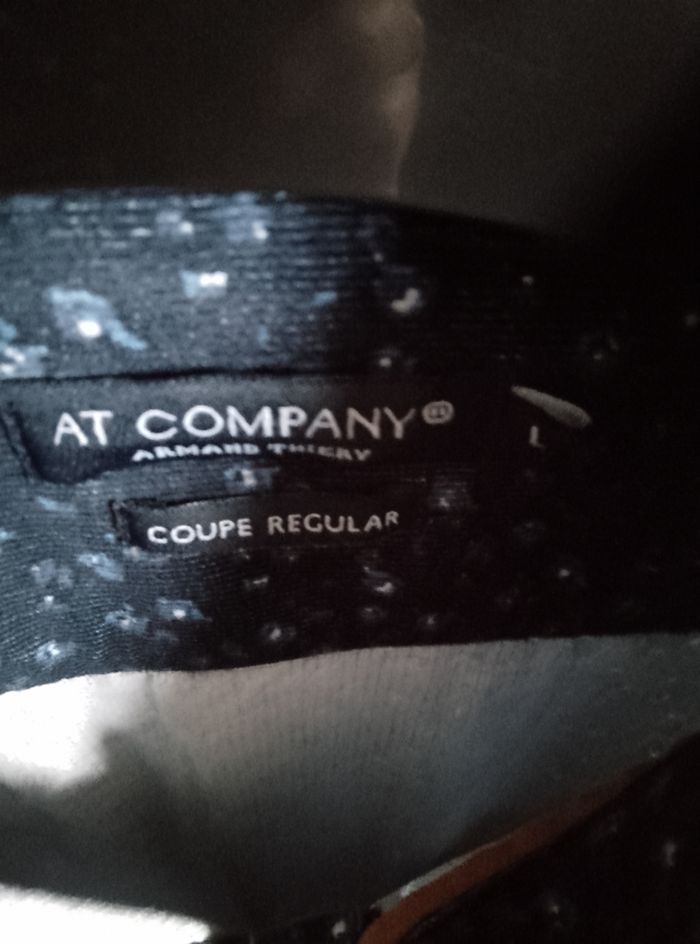 AT COMPANY®
ARMAND THIERY
L
COUPE REGULAR